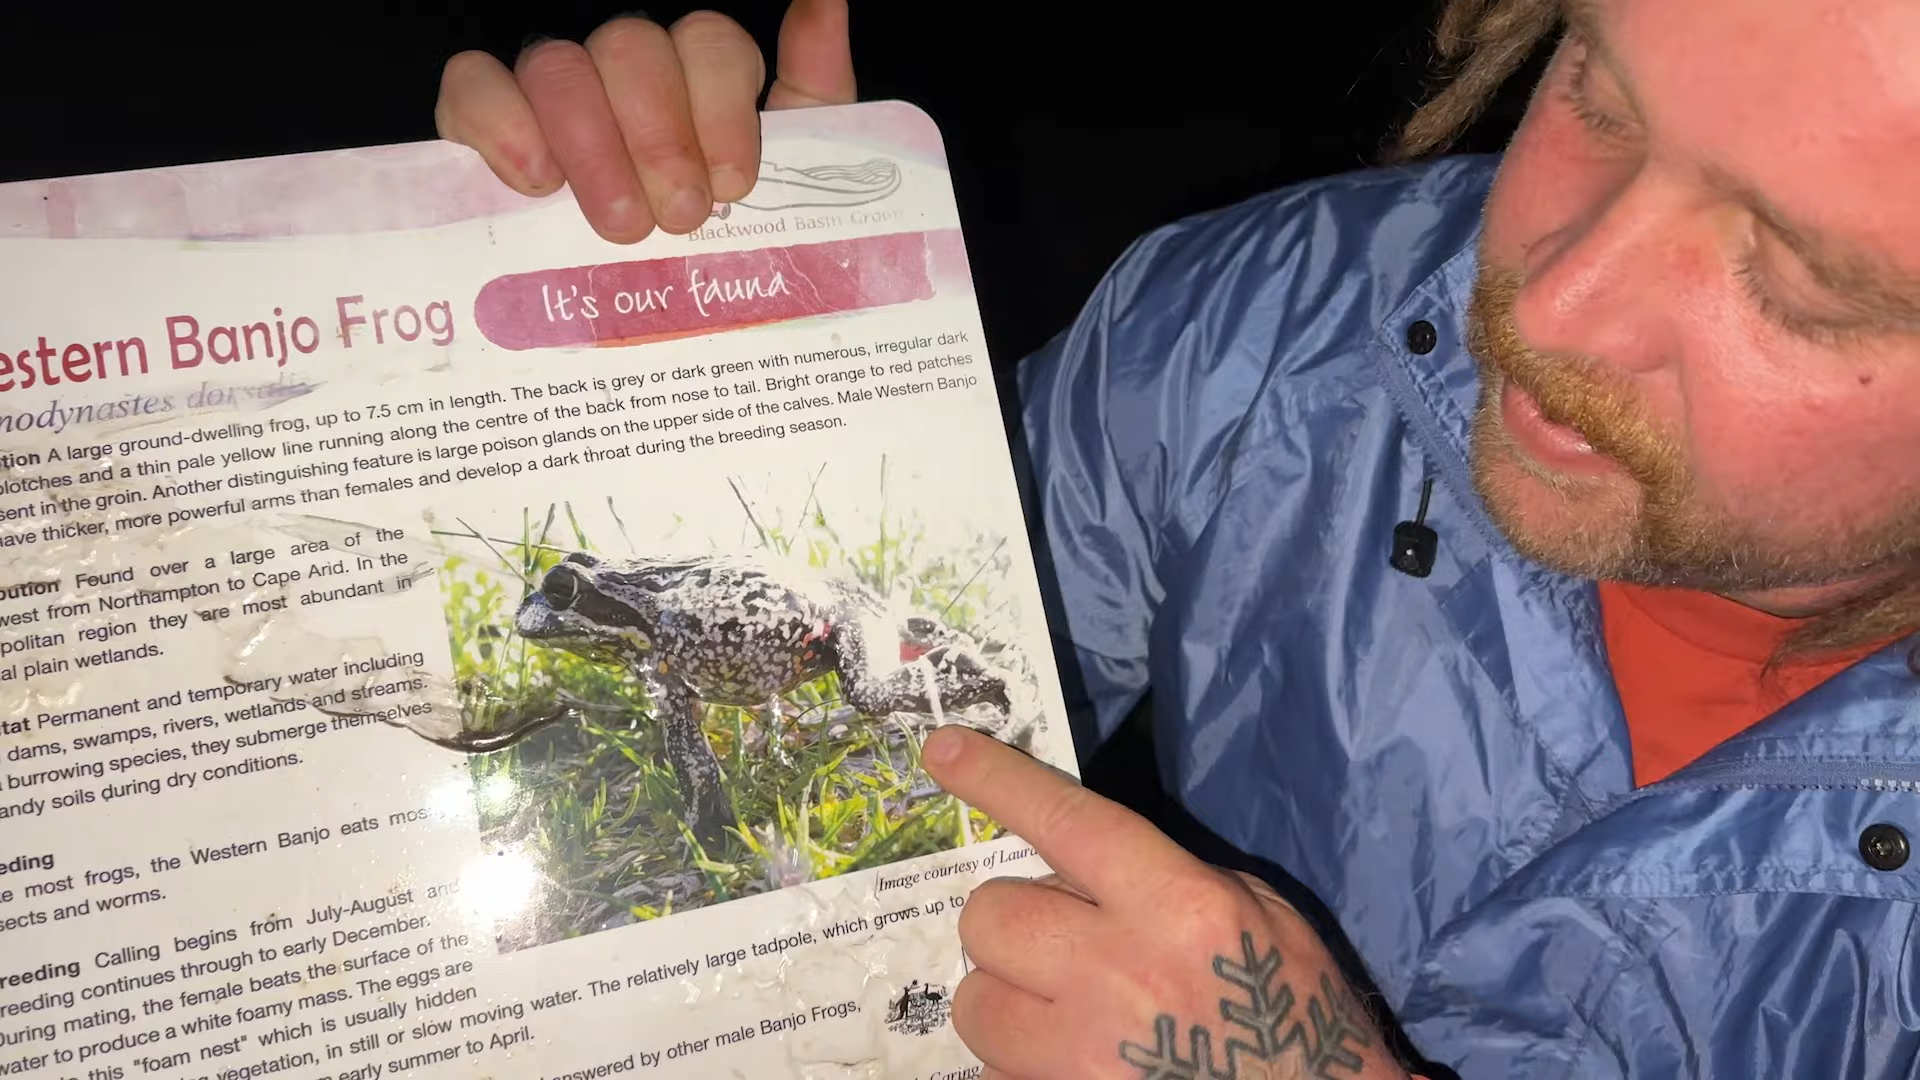 Blackwood Basin Group
It's our fauna
estern Banjo Frog
nodynastes dorsalis
tion A large ground-dwelling frog, up to 7.5 cm in length. The back is grey or dark green with numerous, irregular dark
blotches and a thin pale yellow line running along the centre of the back from nose to tail. Bright orange to red patches
sent in the groin. Another distinguishing feature is large poison glands on the upper side of the calves. Male Western Banjo
have thicker, more powerful arms than females and develop a dark throat during the breeding season.
bution Found over a large area of the
west from Northampton to Cape Arid. In the
politan region they are most abundant in
al plain wetlands.
tat Permanent and temporary water including
dams, swamps, rivers, wetlands and streams.
burrowing species, they submerge themselves
andy soils during dry conditions.
eding
e most frogs, the Western Banjo eats mos
sects and worms.
Image courtesy of Laura
reeding Calling begins from July-August and
reeding continues through to early December.
During mating, the female beats the surface of the
water to produce a white foamy mass. The eggs are
this "foam nest" which is usually hidden
vegetation, in still or slow moving water. The relatively large tadpole, which grows up to
early summer to April.
answered by other male Banjo Frogs,
Caring